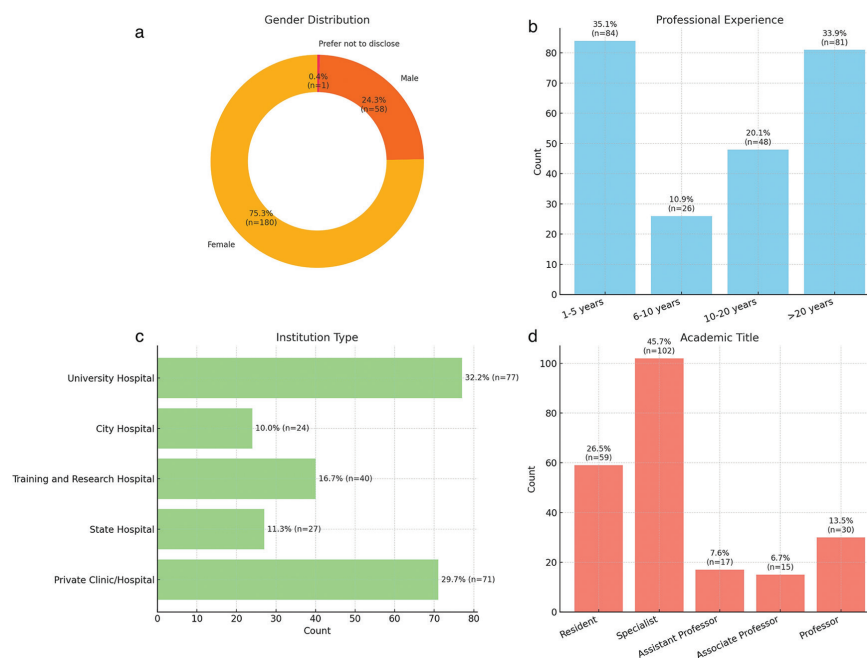 a
Gender Distribution
Prefer not to disclose
0.4%
(n=1)
Male
24.3%
(n=58)
75.3%
(n=180)
Female
b
Professional Experience
35.1%
(n=84)
10.9%
(n=26)
20.1%
(n=48)
33.9%
(n=81)
Count
80
70
60
50
40
30
20
10
0
1-5 years
6-10 years
10-20 years
>20 years
c
Institution Type
University Hospital
32.2% (n=77)
City Hospital
10.0% (n=24)
Training and Research Hospital
16.7% (n=40)
State Hospital
11.3% (n=27)
Private Clinic/Hospital
29.7% (n=71)
0 10 20 30 40 50 60 70 80
Count
d
Academic Title
45.7%
(n=102)
26.5%
(n=59)
7.6%
(n=17)
6.7%
(n=15)
13.5%
(n=30)
Count
100
80
60
40
20
0
Resident
Specialist
Assistant Professor
Associate Professor
Professor